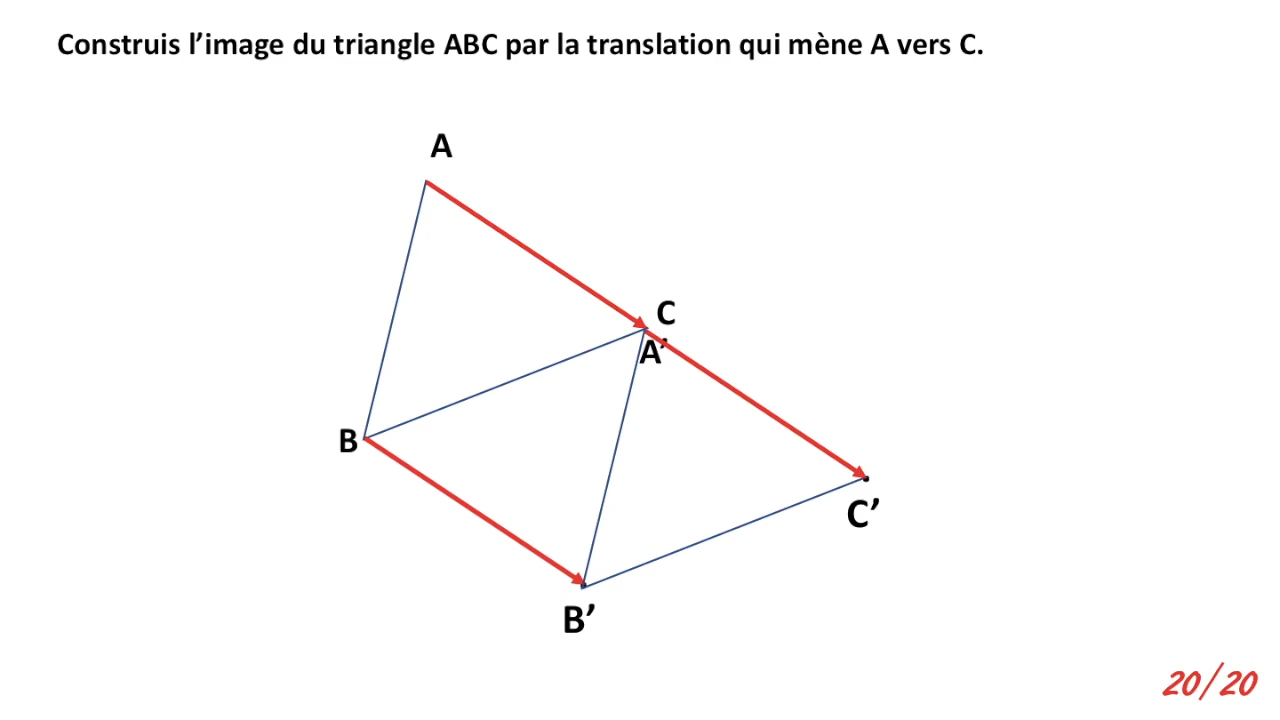 Construis l’image du triangle ABC par la translation qui mène A vers C.
A
C
A’
B
C’
B’
20/20